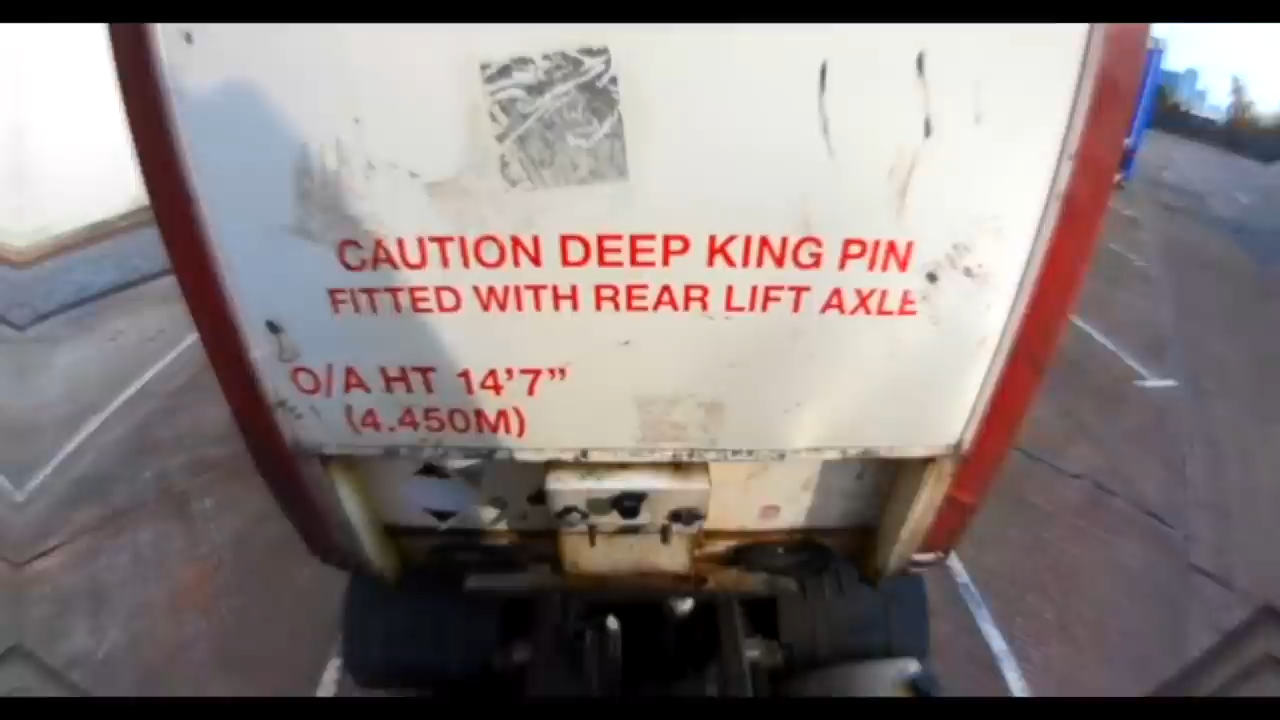 CAUTION DEEP KING PIN
FITTED WITH REAR LIFT AXLE
O/A HT 14'7"
(4.450M)